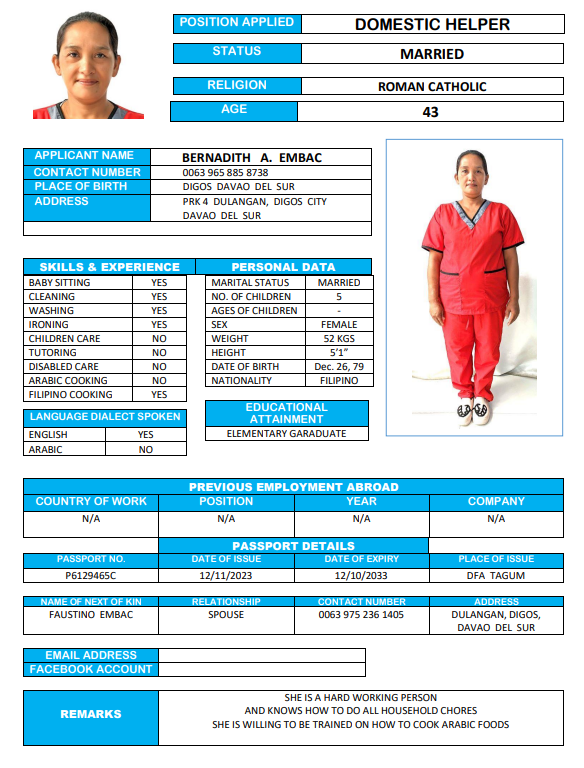 POSITION APPLIED DOMESTIC HELPER
STATUS MARRIED
RELIGION ROMAN CATHOLIC
AGE 43
APPLICANT NAME BERNADITH A. EMBAC
CONTACT NUMBER 0063 965 885 8738
PLACE OF BIRTH DIGOS DAVAO DEL SUR
ADDRESS PRK 4 DULANGAN, DIGOS CITY
DAVAO DEL SUR
SKILLS & EXPERIENCE
BABY SITTING YES
CLEANING YES
WASHING YES
IRONING YES
CHILDREN CARE NO
TUTORING NO
DISABLED CARE NO
ARABIC COOKING NO
FILIPINO COOKING YES
LANGUAGE DIALECT SPOKEN
ENGLISH YES
ARABIC NO
PERSONAL DATA
MARITAL STATUS MARRIED
NO. OF CHILDREN 5
AGES OF CHILDREN -
SEX FEMALE
WEIGHT 52 KGS
HEIGHT 5’1”
DATE OF BIRTH Dec. 26, 79
NATIONALITY FILIPINO
EDUCATIONAL
ATTAINMENT
ELEMENTARY GARADUATE
PREVIOUS EMPLOYMENT ABROAD
COUNTRY OF WORK POSITION YEAR COMPANY
N/A N/A N/A N/A
PASSPORT DETAILS
PASSPORT NO. DATE OF ISSUE DATE OF EXPIRY PLACE OF ISSUE
P6129465C 12/11/2023 12/10/2033 DFA TAGUM
NAME OF NEXT OF KIN RELATIONSHIP CONTACT NUMBER ADDRESS
FAUSTINO EMBAC SPOUSE 0063 975 236 1405 DULANGAN, DIGOS,
DAVAO DEL SUR
EMAIL ADDRESS
FACEBOOK ACCOUNT
REMARKS
SHE IS A HARD WORKING PERSON
AND KNOWS HOW TO DO ALL HOUSEHOLD CHORES
SHE IS WILLING TO BE TRAINED ON HOW TO COOK ARABIC FOODS